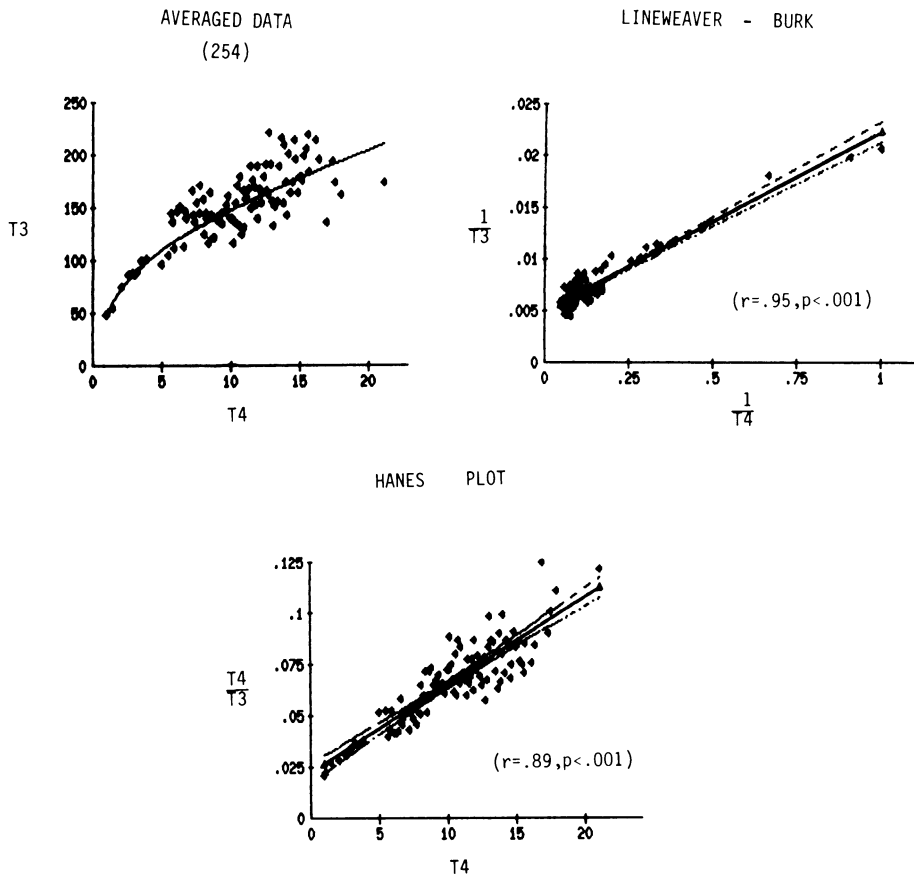 AVERAGED DATA
(254)
250
200
150
100
50
0
T3
0 5 10 15 20
T4
LINEWEAVER - BURK
.025
.02
.015
.01
.005
0
1
T3
(r=.95,p<.001)
0 .25 .5 .75 1
1
T4
HANES PLOT
.125
.1
.075
.05
.025
0
T4
T3
(r=.89,p<.001)
0 5 10 15 20
T4